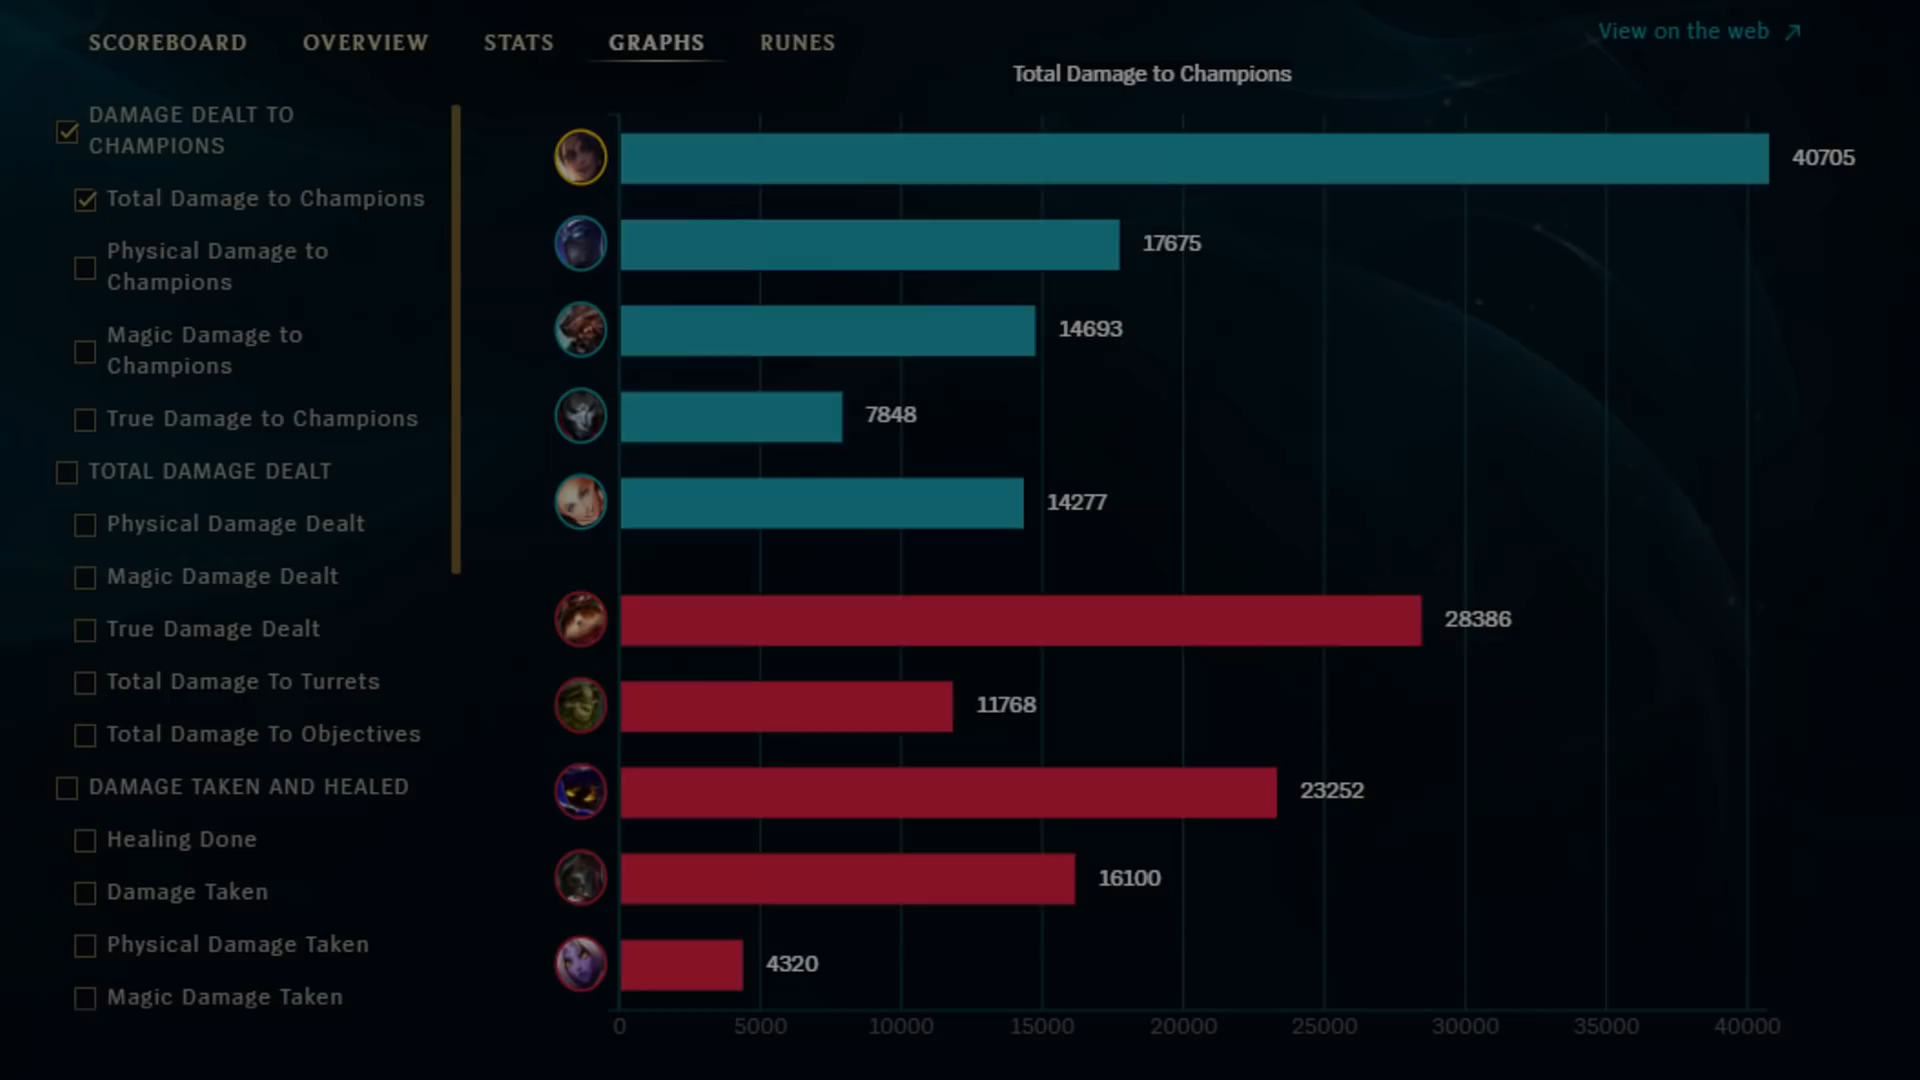 SCOREBOARD OVERVIEW STATS GRAPHS RUNES
View on the web
Total Damage to Champions
DAMAGE DEALT TO
CHAMPIONS
Total Damage to Champions
Physical Damage to
Champions
Magic Damage to
Champions
True Damage to Champions
TOTAL DAMAGE DEALT
Physical Damage Dealt
Magic Damage Dealt
True Damage Dealt
Total Damage To Turrets
Total Damage To Objectives
DAMAGE TAKEN AND HEALED
Healing Done
Damage Taken
Physical Damage Taken
Magic Damage Taken
40705
17675
14693
7848
14277
28386
11768
23252
16100
4320
0 5000 10000 15000 20000 25000 30000 35000 40000